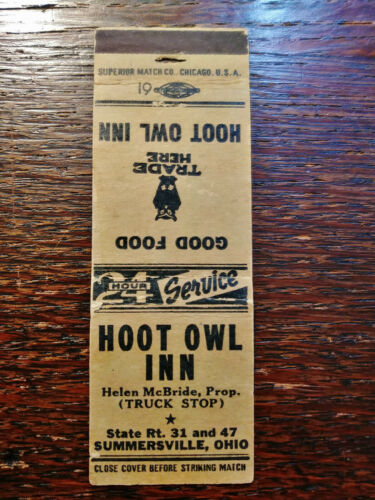 SUPERIOR MATCH CO. CHICAGO. U.S.A.
19
HOOT OWL INN
TRADE
HERE
GOOD FOOD
24 HOUR Service
HOOT OWL
INN
Helen McBride, Prop.
(TRUCK STOP)
★
State Rt. 31 and 47
SUMMERSVILLE, OHIO
CLOSE COVER BEFORE STRIKING MATCH